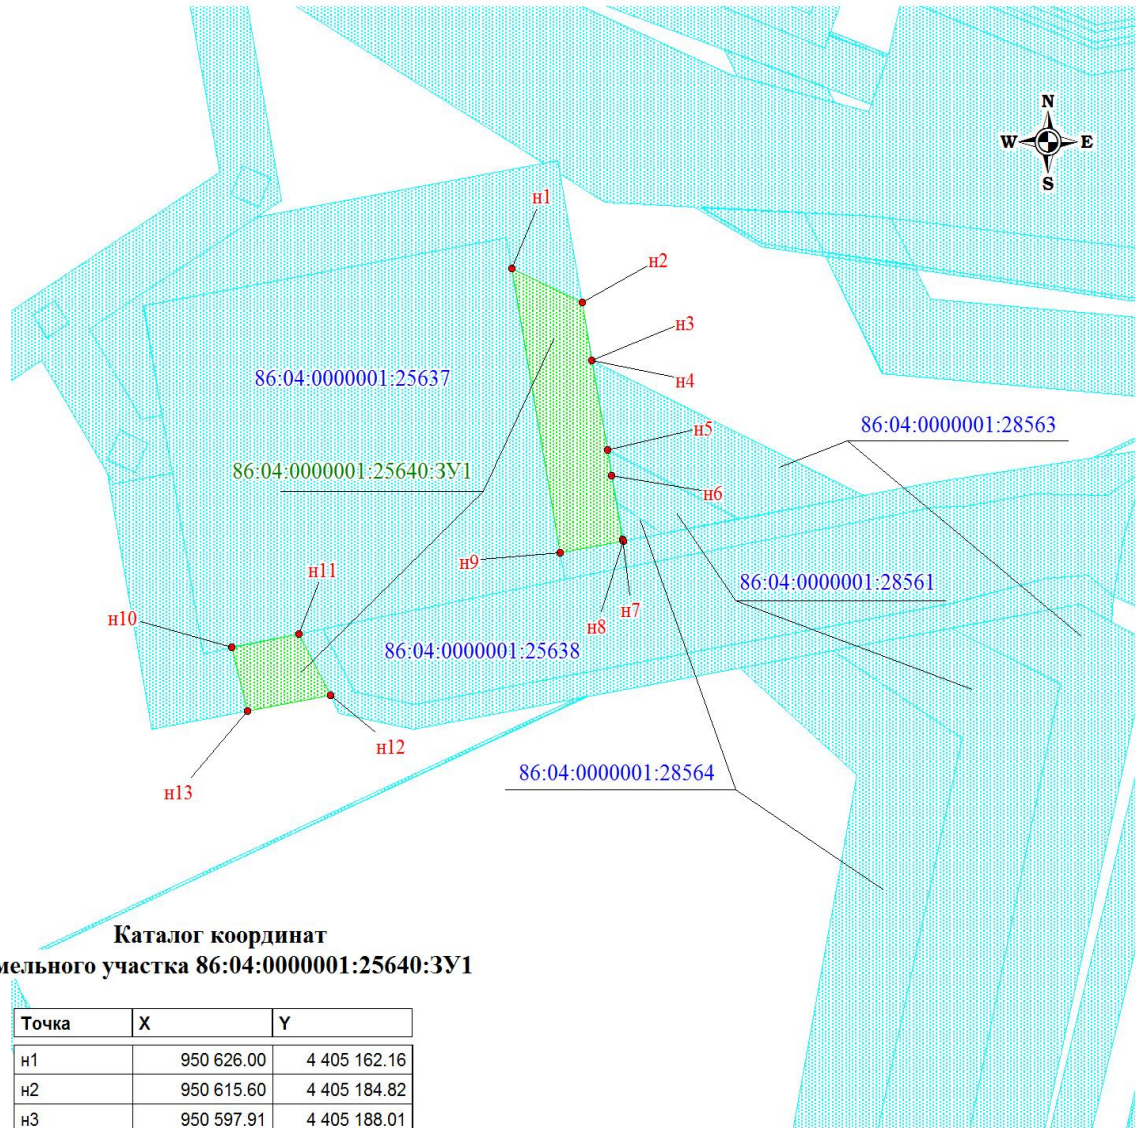 N
W E
S
н1
н2
н3
н4
86:04:0000001:25637
86:04:0000001:28563
н5
86:04:0000001:25640:ЗУ1
н6
н9
н11
86:04:0000001:28561
н7
н10
н8
86:04:0000001:25638
н12
86:04:0000001:28564
н13
Каталог координат
мельного участка 86:04:0000001:25640:ЗУ1
Точка X Y
н1 950 626.00 4 405 162.16
н2 950 615.60 4 405 184.82
н3 950 597.91 4 405 188.01